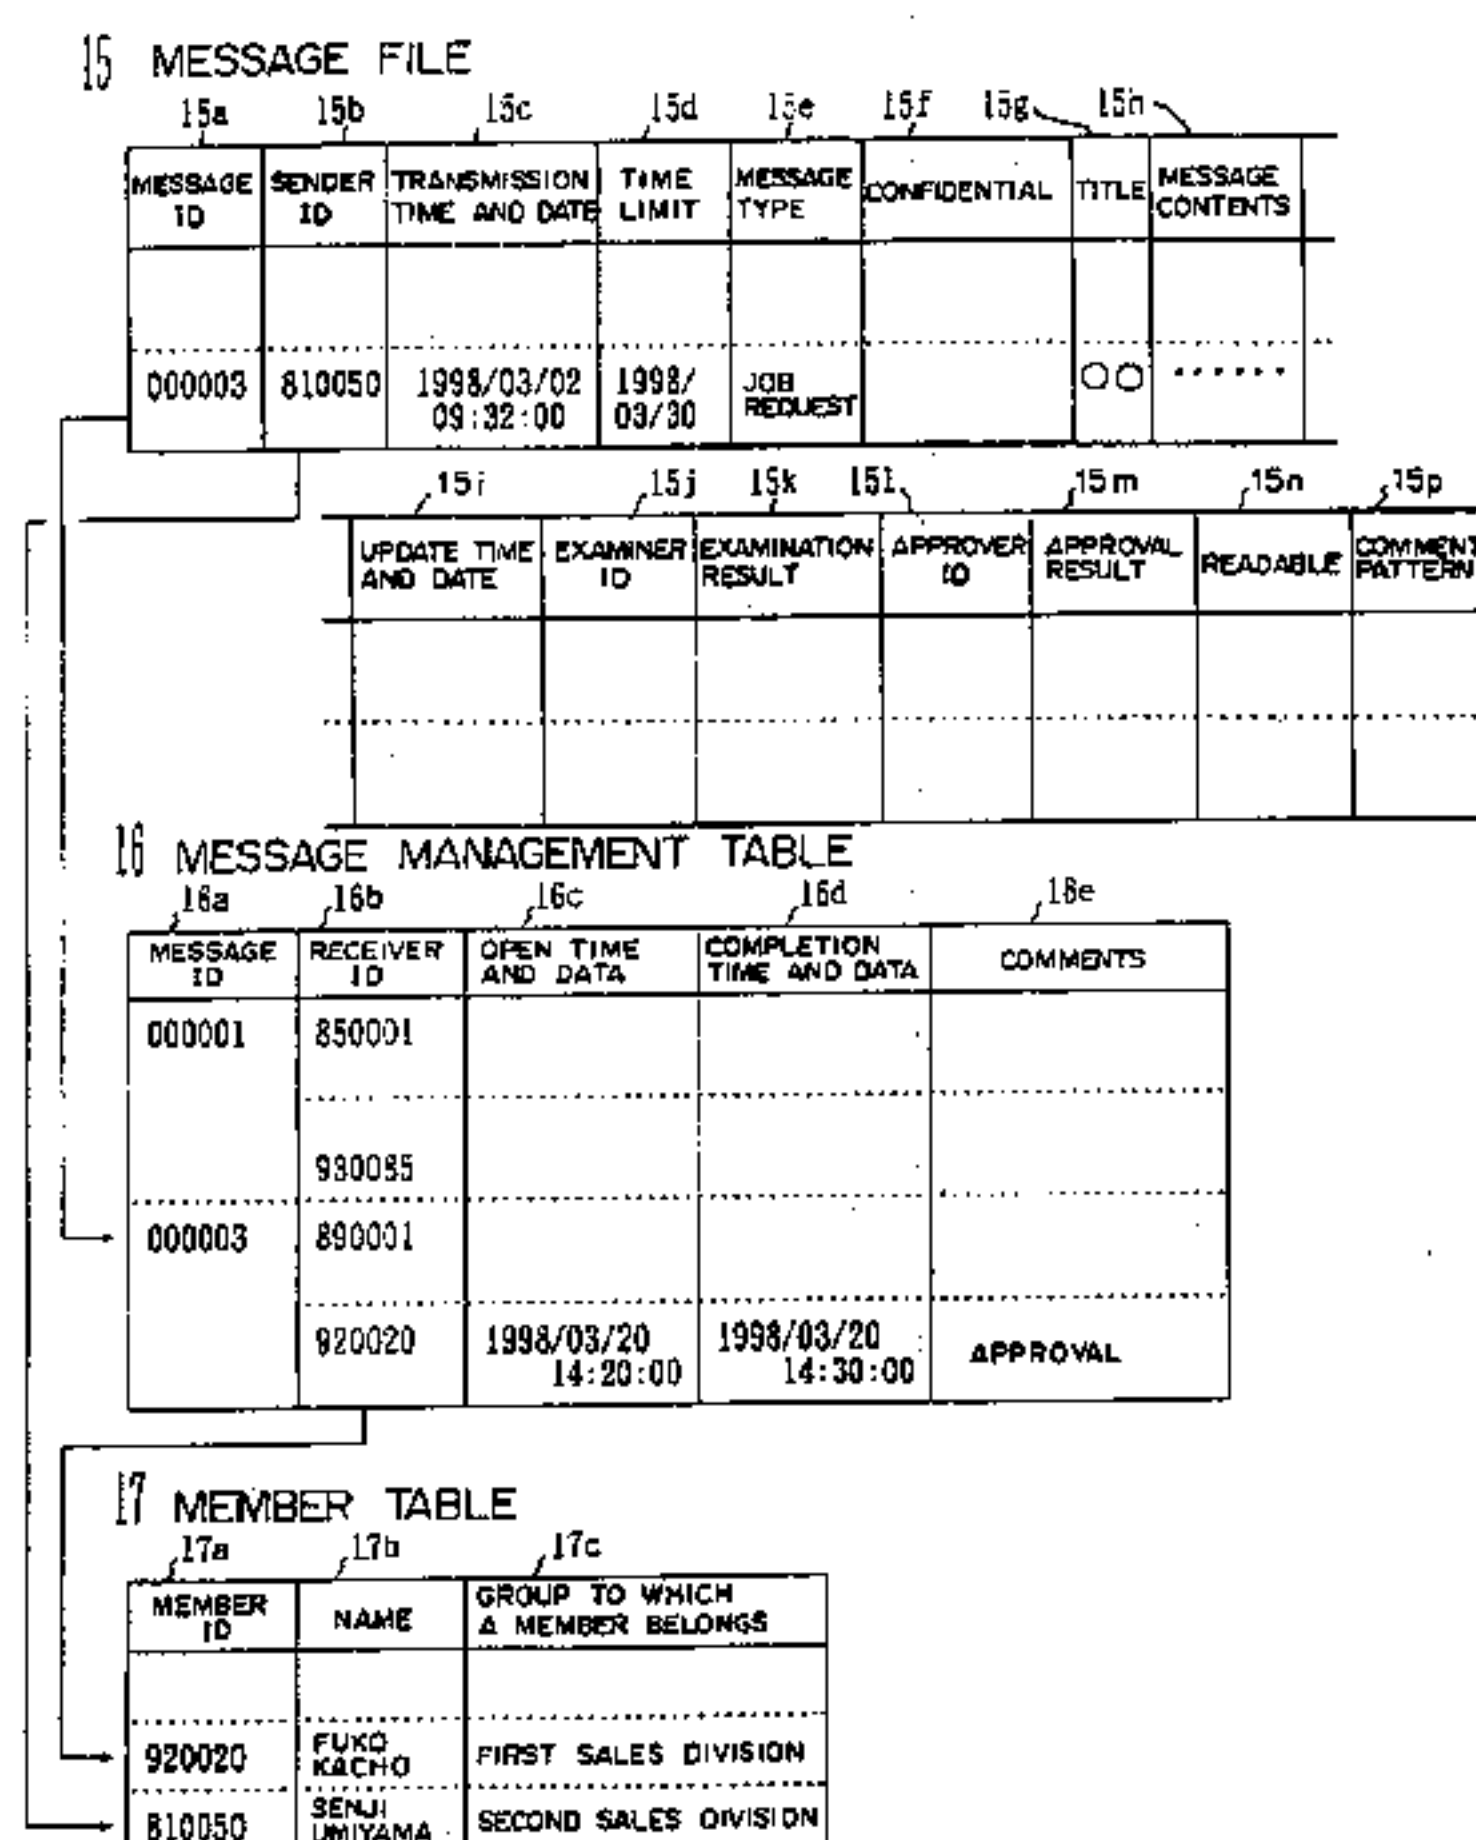 15 MESSAGE FILE
15a 15b 15c 15d 15e 15f 15g 15h
MESSAGE ID SENDER ID TRANSMISSION TIME AND DATE TIME LIMIT MESSAGE TYPE CONFIDENTIAL TITLE MESSAGE CONTENTS
000003 810050 1998/03/02 09:32:00 1998/03/30 JOB REQUEST ○○ ......
15i 15j 15k 15l 15m 15n 15p
UPDATE TIME AND DATE EXAMINER ID EXAMINATION RESULT APPROVER ID APPROVAL RESULT READABLE COMMENT PATTERN
16 MESSAGE MANAGEMENT TABLE
16a 16b 16c 16d 16e
MESSAGE ID RECEIVER ID OPEN TIME AND DATA COMPLETION TIME AND DATA COMMENTS
000001 850001
930085
000003 890001
920020 1998/03/20 14:20:00 1998/03/20 14:30:00 APPROVAL
17 MEMBER TABLE
17a 17b 17c
MEMBER ID NAME GROUP TO WHICH A MEMBER BELONGS
920020 FUKO KACHO FIRST SALES DIVISION
810050 SENJI UMIYAMA SECOND SALES DIVISION